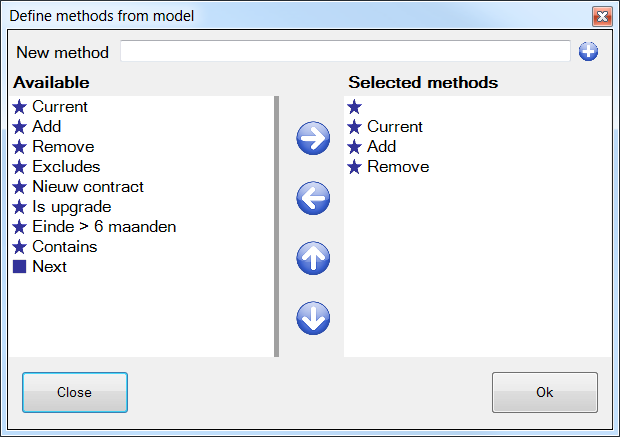 Define methods from model
New method
Available
Selected methods
Current
Add
Remove
Excludes
Nieuw contract
Is upgrade
Einde > 6 maanden
Contains
Next
Current
Add
Remove
Close
Ok